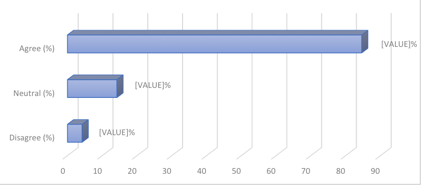 Agree (%)
[VALUE]%
Neutral (%)
[VALUE]%
Disagree (%)
[VALUE]%
0 10 20 30 40 50 60 70 80 90